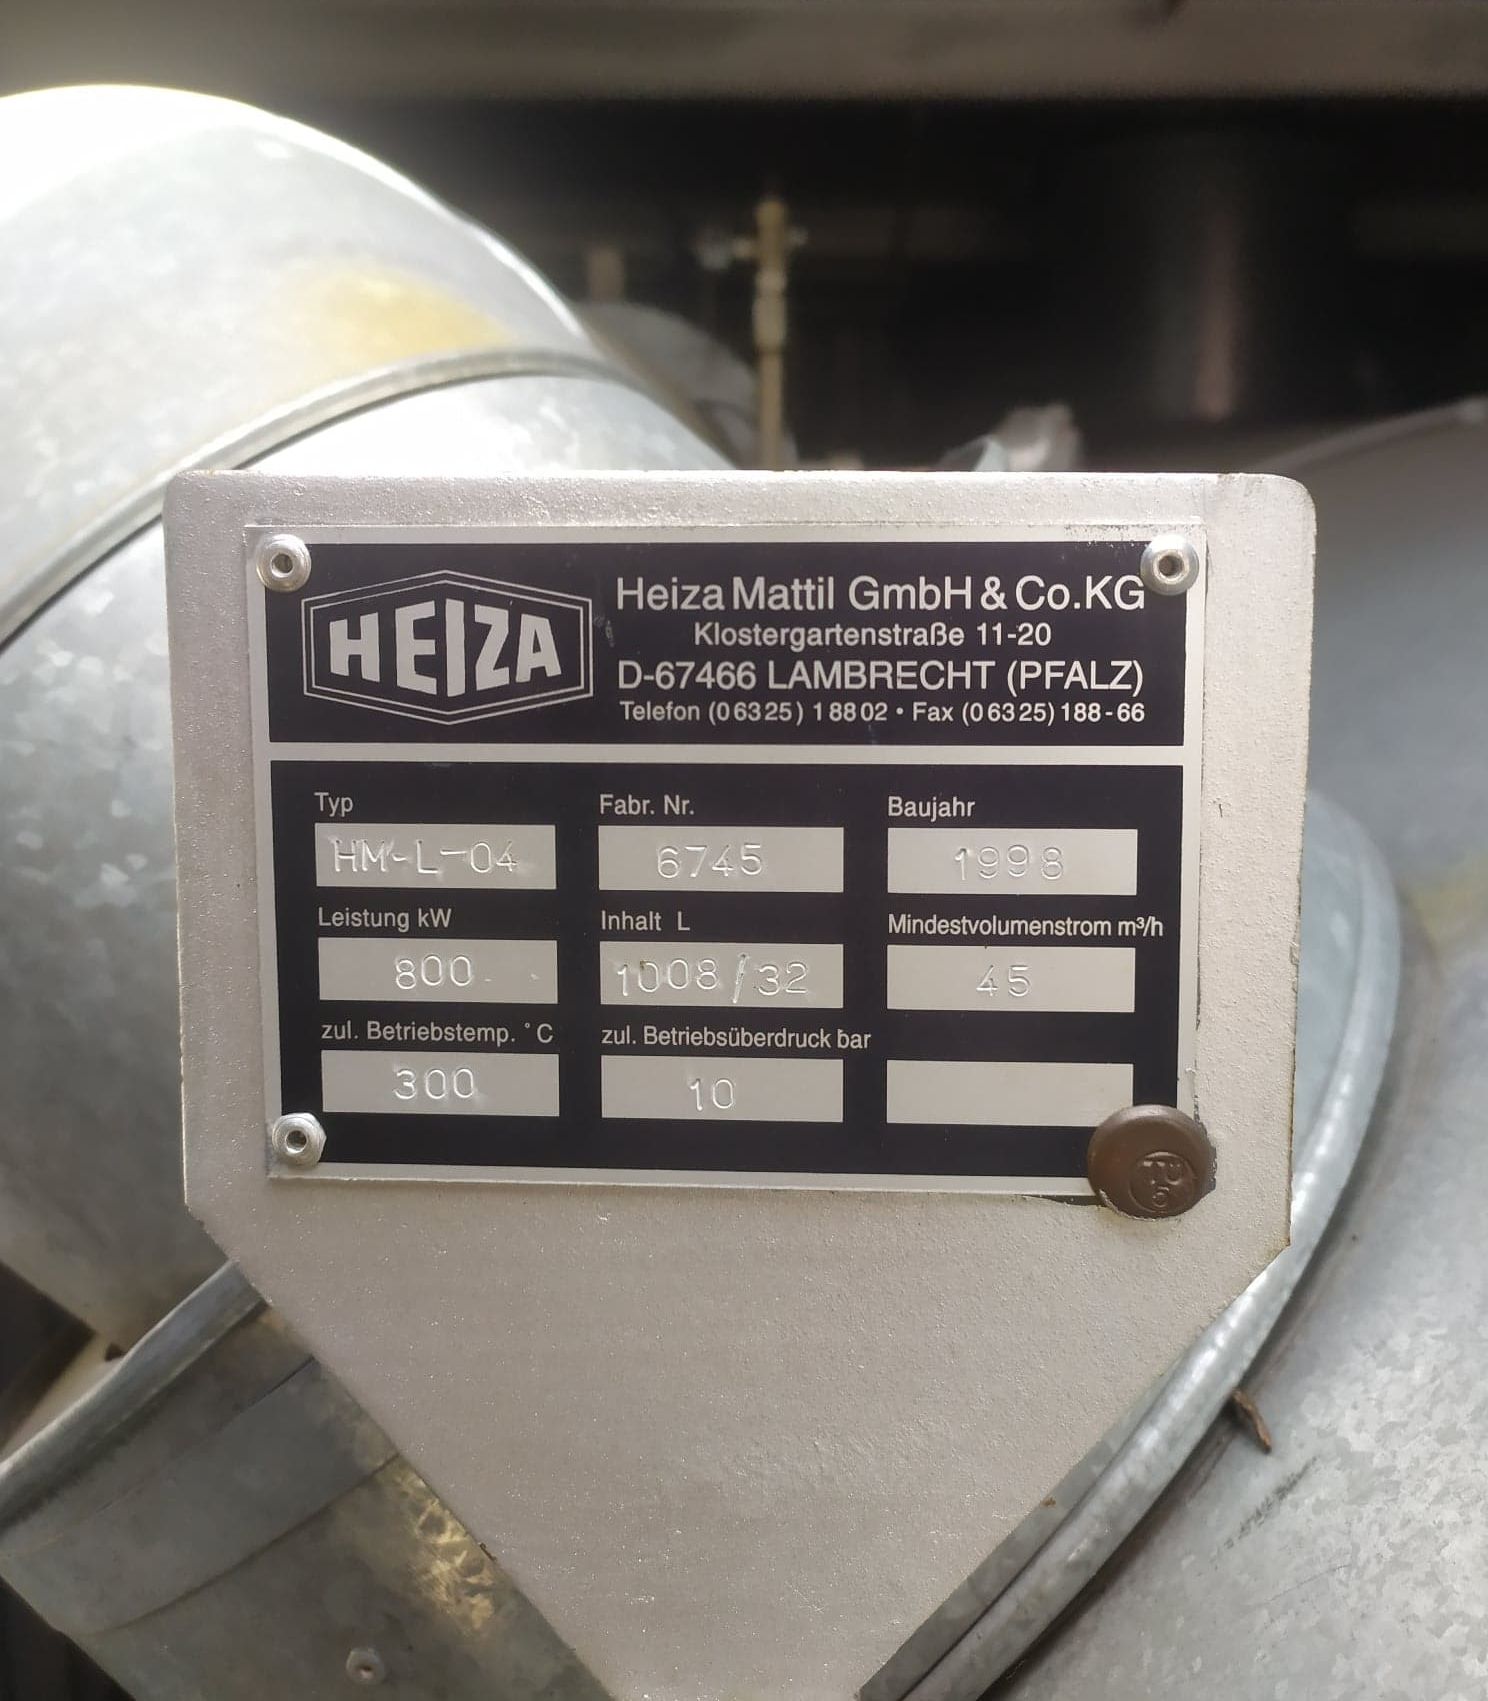 HEIZA
Heiza Mattil GmbH & Co.KG
Klostergartenstraße 11-20
D-67466 LAMBRECHT (PFALZ)
Telefon (06325) 18802 • Fax (06325) 188-66
Typ
HM-L-04
Fabr. Nr.
6745
Baujahr
1998
Leistung kW
800
Inhalt L
1008/32
Mindestvolumenstrom m³/h
45
zul. Betriebstemp. °C
300
zul. Betriebsüberdruck bar
10
TÜ
5